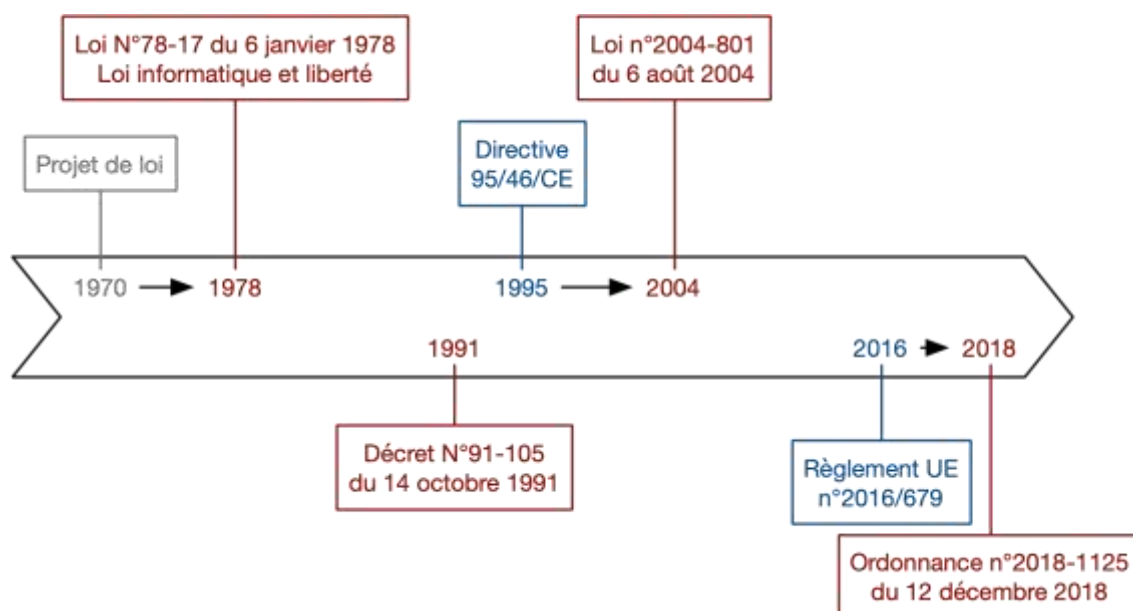 Loi N°78-17 du 6 janvier 1978
Loi informatique et liberté
Loi n°2004-801
du 6 août 2004
Projet de loi
Directive
95/46/CE
1970
1978
1995
2004
1991
2016
2018
Décret N°91-105
du 14 octobre 1991
Règlement UE
n°2016/679
Ordonnance n°2018-1125
du 12 décembre 2018